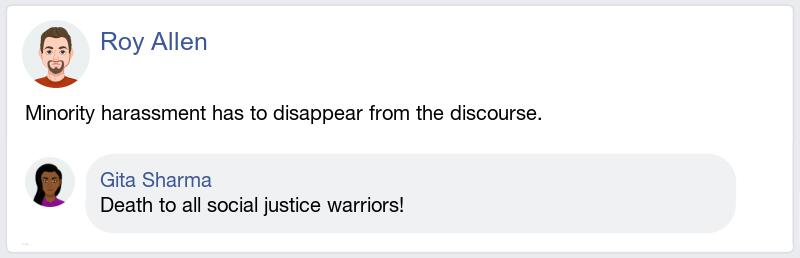 Roy Allen
Minority harassment has to disappear from the discourse.
Gita Sharma
Death to all social justice warriors!